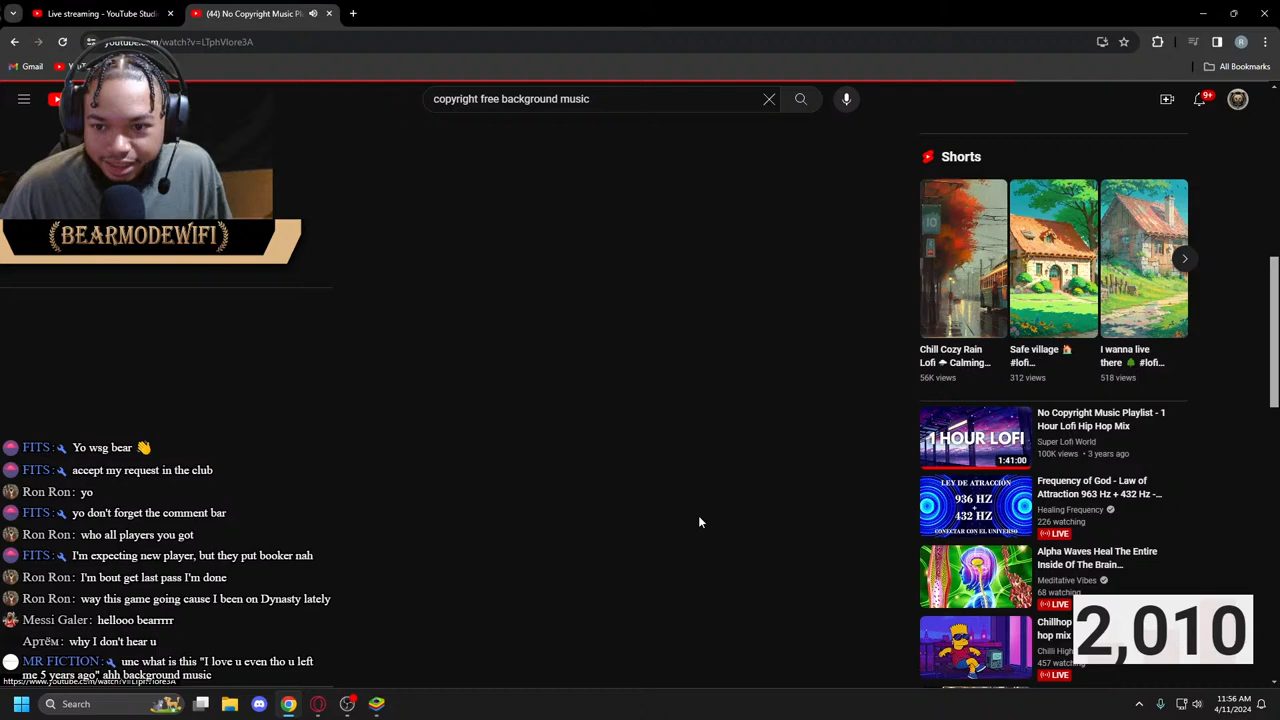 Live streaming - YouTube Studi
(44) No Copyright Music Pl
youtube.com/watch?v=LTphVIore3A
Gmail
All Bookmarks
copyright free background music
9+
BEARMODEWIFI
Shorts
10
Chill Cozy Rain
Lofi 🌧 Calming...
56K views
Safe village 🏠
#lofi...
312 views
I wanna live
there 🌳 #lofi...
518 views
1 HOUR LOFI
1:41:00
No Copyright Music Playlist - 1
Hour Lofi Hip Hop Mix
Super Lofi World
100K views • 3 years ago
LEY DE ATRACCIÓN
936 HZ
+
432 HZ
CONECTAR CON EL UNIVERSO
Frequency of God - Law of
Attraction 963 Hz + 432 Hz -...
Healing Frequency
226 watching
LIVE
Alpha Waves Heal The Entire
Inside Of The Brain...
Meditative Vibes
68 watching
LIVE
Chillhop
hop mix
Chilli High
457 watching
LIVE
2,010
FITS: Yo wsg bear 👋
FITS: accept my request in the club
Ron Ron: yo
FITS: yo don't forget the comment bar
Ron Ron: who all players you got
FITS: I'm expecting new player, but they put booker nah
Ron Ron: I'm bout get last pass I'm done
Ron Ron: way this game going cause I been on Dynasty lately
Messi Galer: hellooo bearrrrr
Артём: why I don't hear u
MR FICTION: unc what is this "I love u even tho u left
me 5 years ago" ahh background music
https://www.youtube.com/watch?v=LTphVIore3A
Search
11:56 AM
4/11/2024